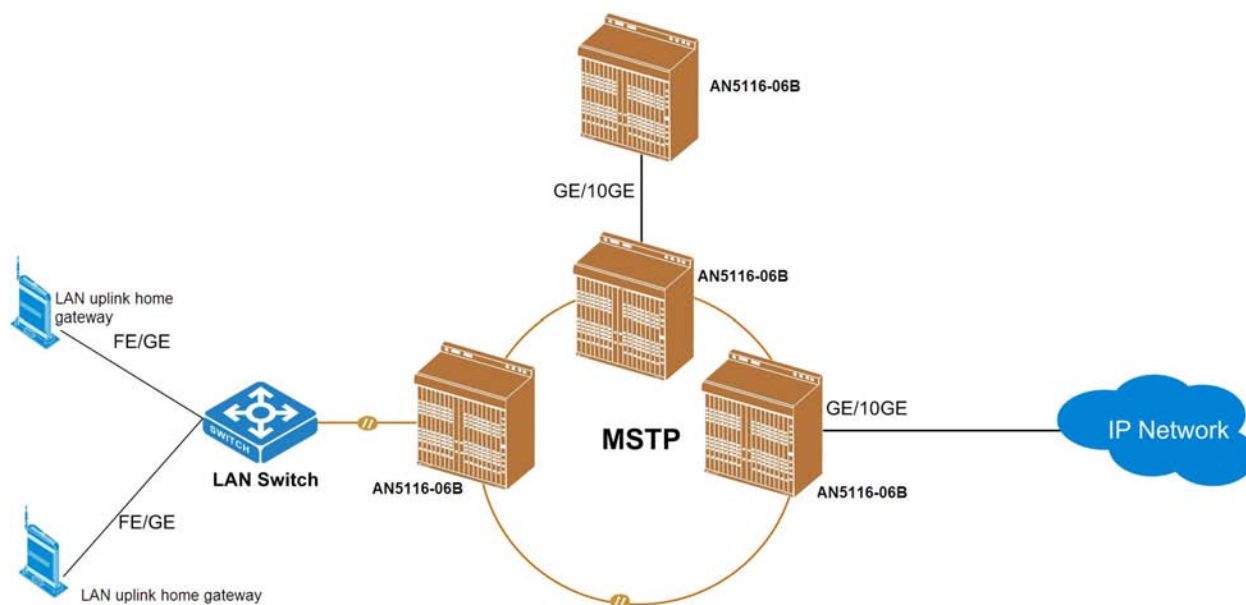 AN5116-06B
GE/10GE
AN5116-06B
LAN uplink home
gateway
FE/GE
GE/10GE
SWITCH
MSTP
IP Network
LAN Switch
AN5116-06B
AN5116-06B
FE/GE
LAN uplink home gateway